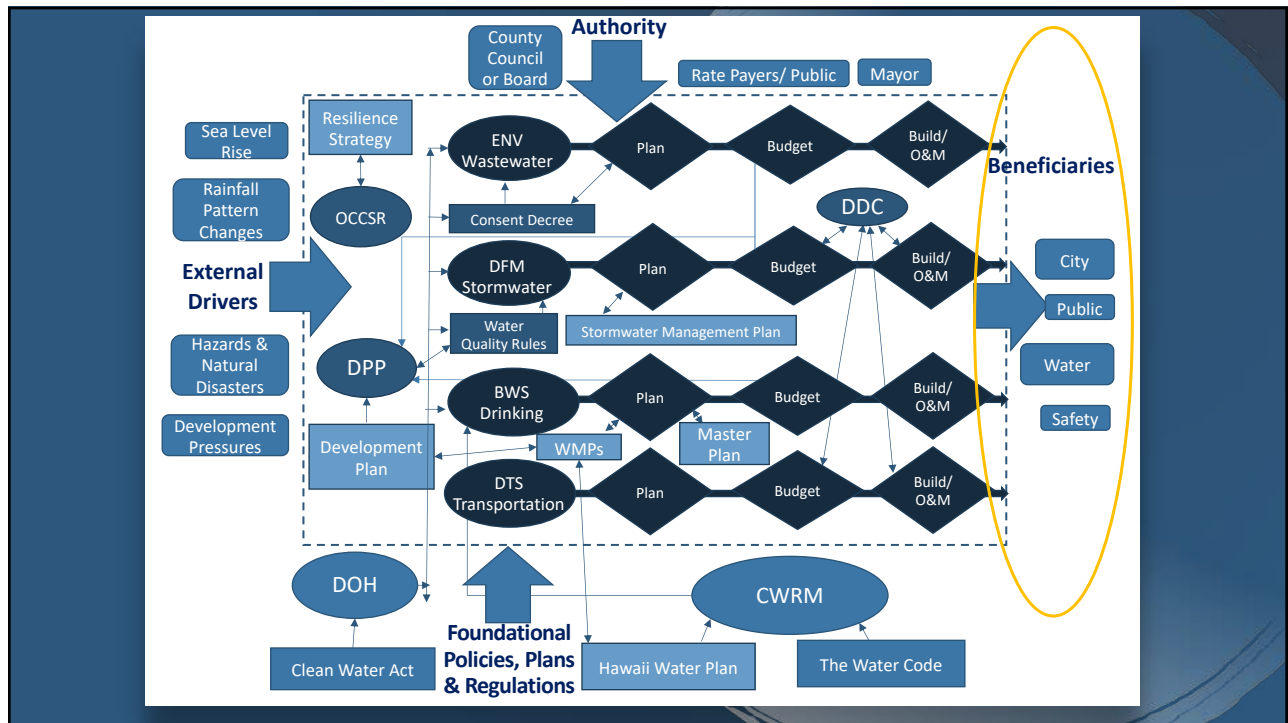 Authority
County
Council
or Board
Rate Payers/ Public
Mayor
Resilience
Strategy
Sea Level
Rise
ENV
Wastewater
Plan
Budget
Build/
O&M
Beneficiaries
Rainfall
Pattern
Changes
OCCSR
Consent Decree
DDC
External
Drivers
DFM
Stormwater
Plan
Budget
Build/
O&M
City
Public
Water
Quality Rules
Stormwater Management Plan
Hazards &
Natural
Disasters
DPP
Water
BWS
Drinking
Plan
Budget
Build/
O&M
Safety
Development
Pressures
Development
Plan
WMPs
Master
Plan
DTS
Transportation
Plan
Budget
Build/
O&M
DOH
CWRM
Foundational
Policies, Plans
& Regulations
Clean Water Act
Hawaii Water Plan
The Water Code